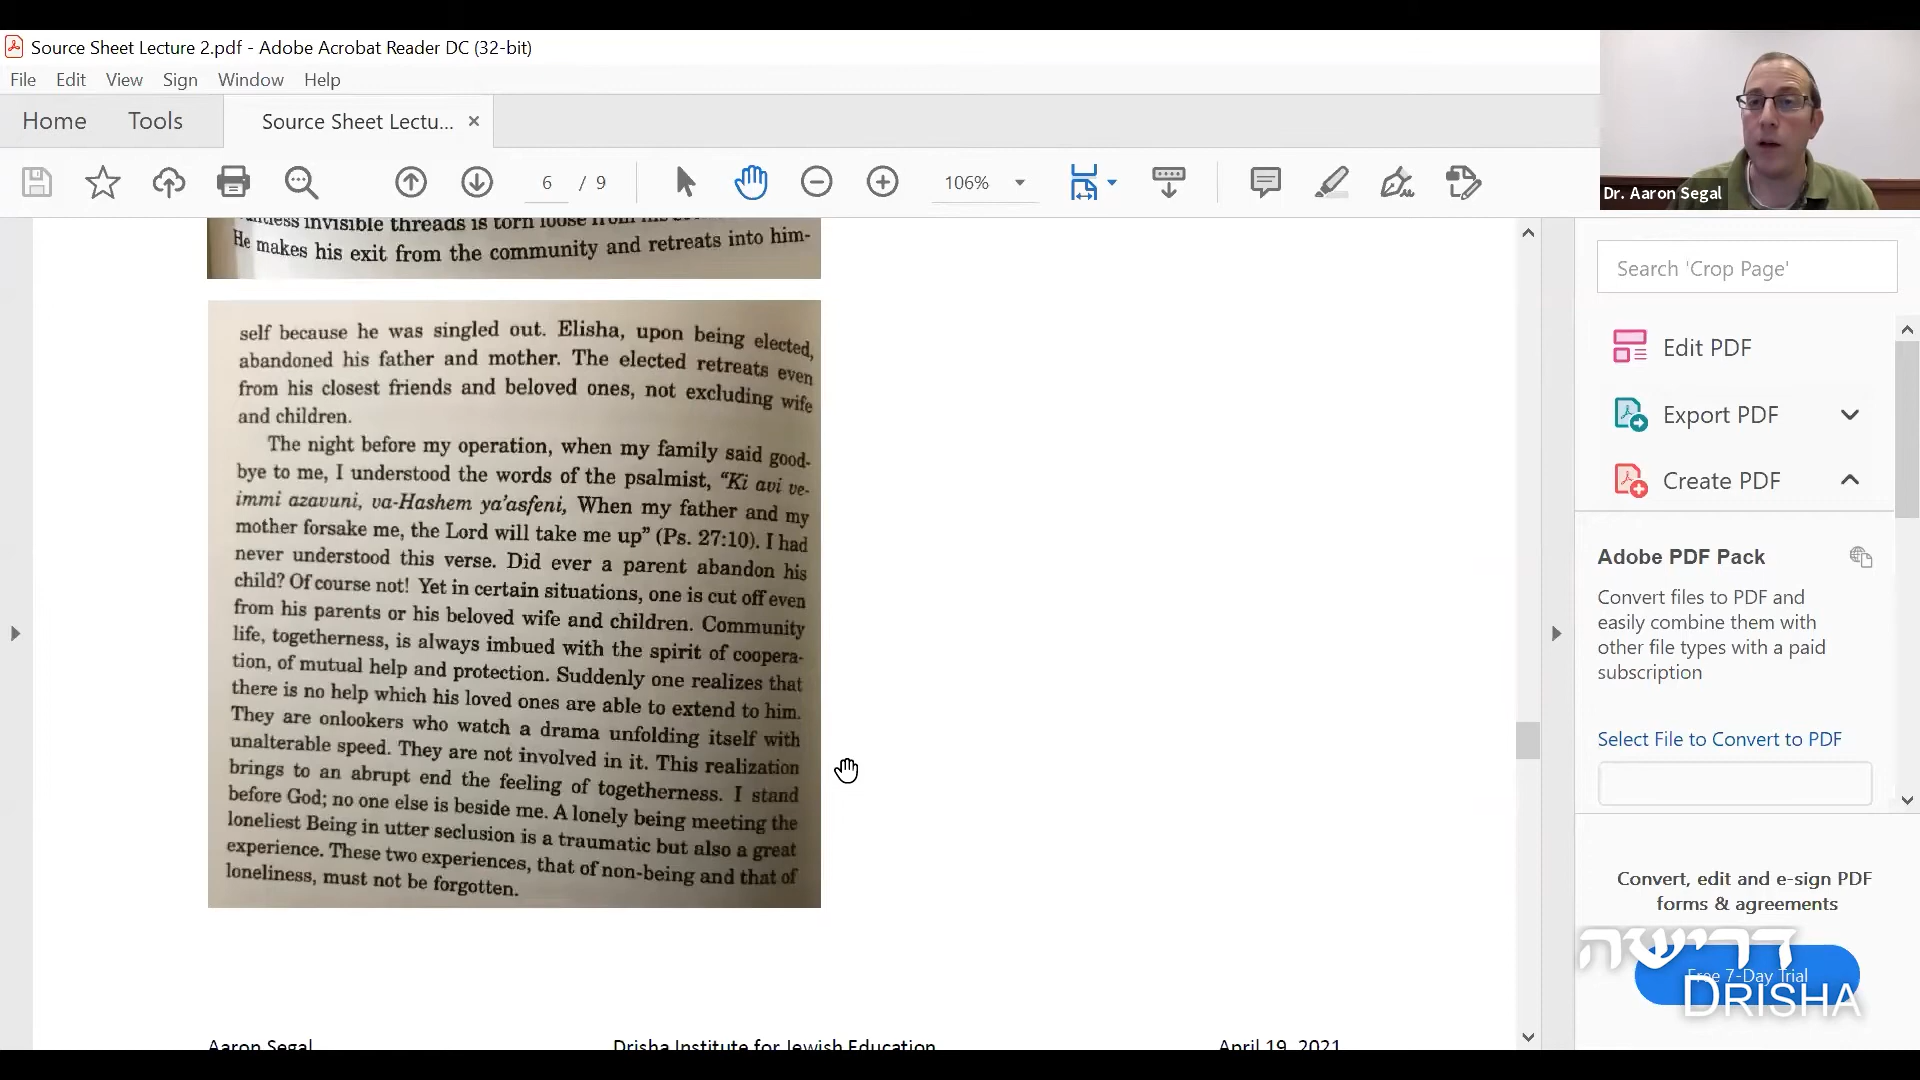 Source Sheet Lecture 2.pdf - Adobe Acrobat Reader DC (32-bit)
File Edit View Sign Window Help
Home Tools Source Sheet Lectu... ×
6 / 9 106%
Dr. Aaron Segal
invisible threads is torn loose from his
He makes his exit from the community and retreats into him-
self because he was singled out. Elisha, upon being elected,
abandoned his father and mother. The elected retreats even
from his closest friends and beloved ones, not excluding wife
and children.
The night before my operation, when my family said good-
bye to me, I understood the words of the psalmist, “Ki avi ve-
immi azavuni, va-Hashem ya’asfeni, When my father and my
mother forsake me, the Lord will take me up” (Ps. 27:10). I had
never understood this verse. Did ever a parent abandon his
child? Of course not! Yet in certain situations, one is cut off even
from his parents or his beloved wife and children. Community
life, togetherness, is always imbued with the spirit of coopera-
tion, of mutual help and protection. Suddenly one realizes that
there is no help which his loved ones are able to extend to him.
They are onlookers who watch a drama unfolding itself with
unalterable speed. They are not involved in it. This realization
brings to an abrupt end the feeling of togetherness. I stand
before God; no one else is beside me. A lonely being meeting the
loneliest Being in utter seclusion is a traumatic but also a great
experience. These two experiences, that of non-being and that of
loneliness, must not be forgotten.
Aaron Segal Drisha Institute for Jewish Education April 19, 2021
Search 'Crop Page'
Edit PDF
Export PDF
Create PDF
Adobe PDF Pack
Convert files to PDF and
easily combine them with
other file types with a paid
subscription
Select File to Convert to PDF
Convert, edit and e-sign PDF
forms & agreements
Free 7-Day Trial
דרישה
DRISHA